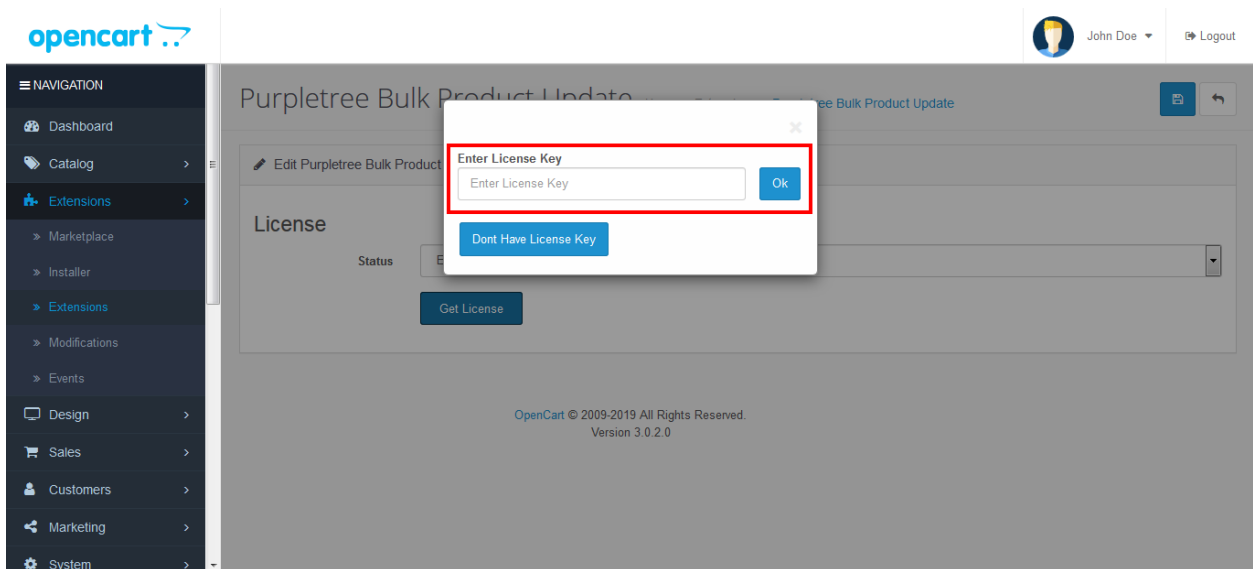 opencart
John Doe
Logout
NAVIGATION
Dashboard
Catalog
Extensions
Marketplace
Installer
Extensions
Modifications
Events
Design
Sales
Customers
Marketing
System
Purpletree Bulk Product Update
Bulk Product Update
Edit Purpletree Bulk Product
Enter License Key
Enter License Key
Ok
Dont Have License Key
License
Status
Get License
OpenCart © 2009-2019 All Rights Reserved.
Version 3.0.2.0